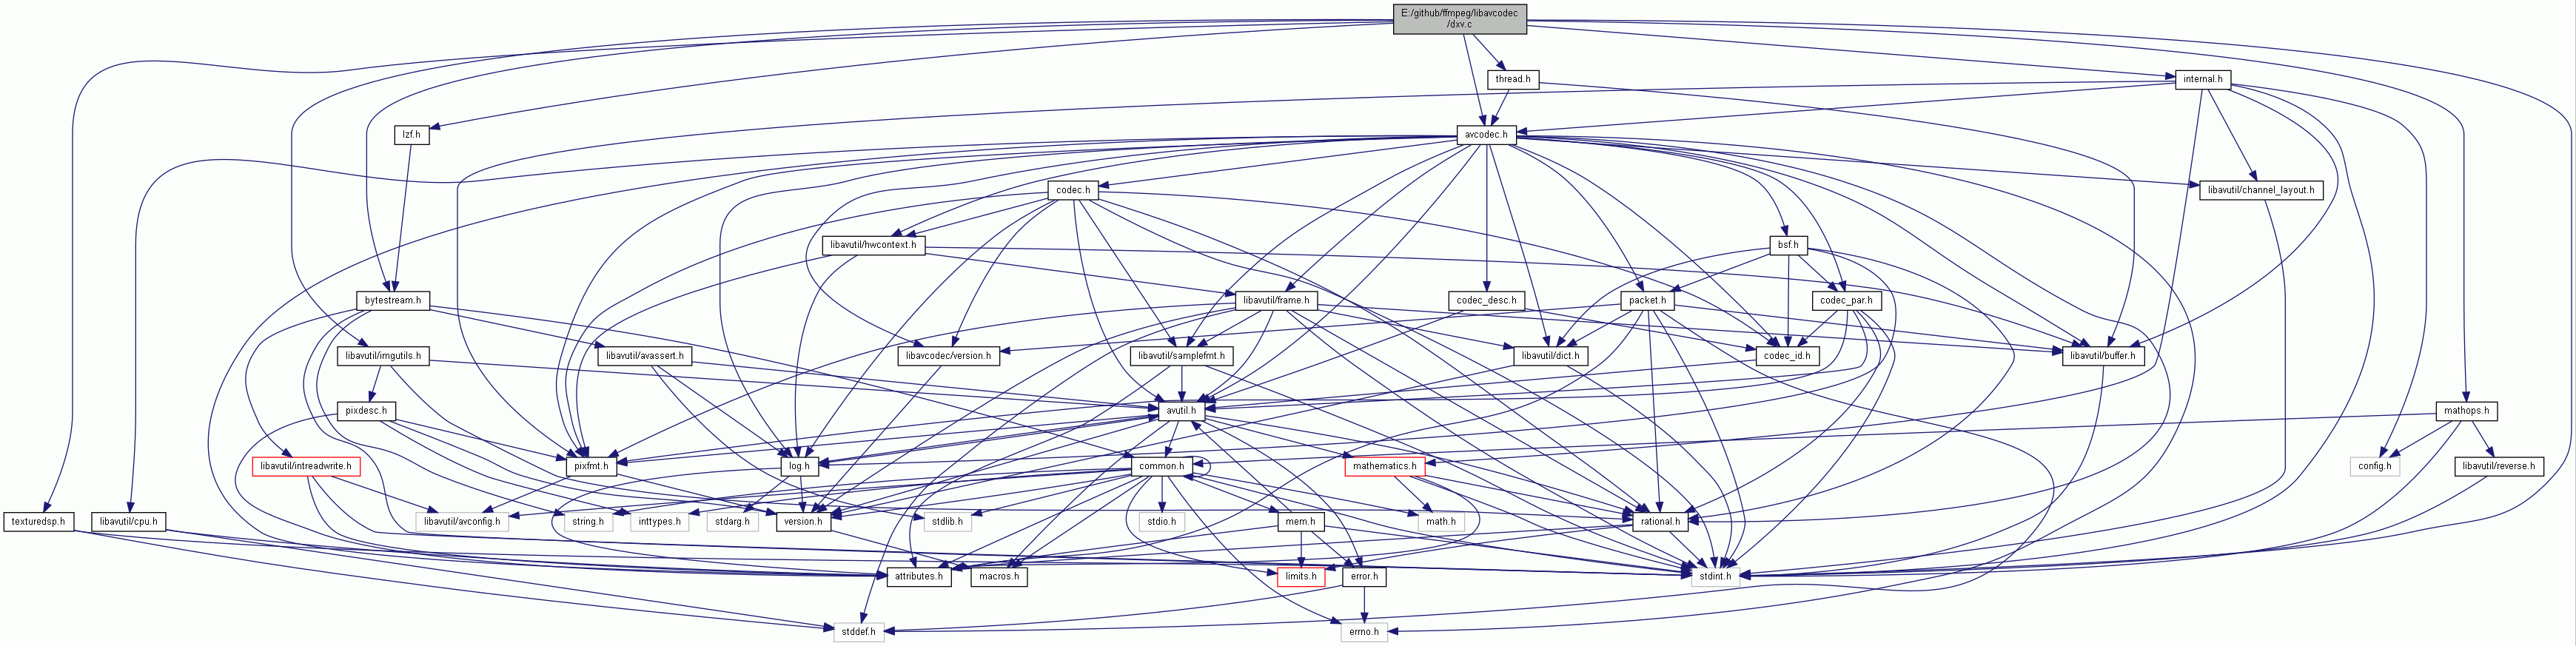 E:/github/ffmpeg/libavcodec
/dxv.c
thread.h
internal.h
lzf.h
avcodec.h
codec.h
libavutil/channel_layout.h
libavutil/hwcontext.h
bsf.h
bytestream.h
libavutil/frame.h
codec_desc.h
packet.h
codec_par.h
libavutil/imgutils.h
libavutil/avassert.h
libavcodec/version.h
libavutil/samplefmt.h
libavutil/dict.h
codec_id.h
libavutil/buffer.h
pixdesc.h
avutil.h
mathops.h
libavutil/intreadwrite.h
pixfmt.h
log.h
common.h
mathematics.h
config.h
libavutil/reverse.h
texturedsp.h
libavutil/cpu.h
libavutil/avconfig.h
string.h
inttypes.h
stdarg.h
version.h
stdlib.h
stdio.h
mem.h
math.h
rational.h
attributes.h
macros.h
limits.h
error.h
stdint.h
stddef.h
errno.h